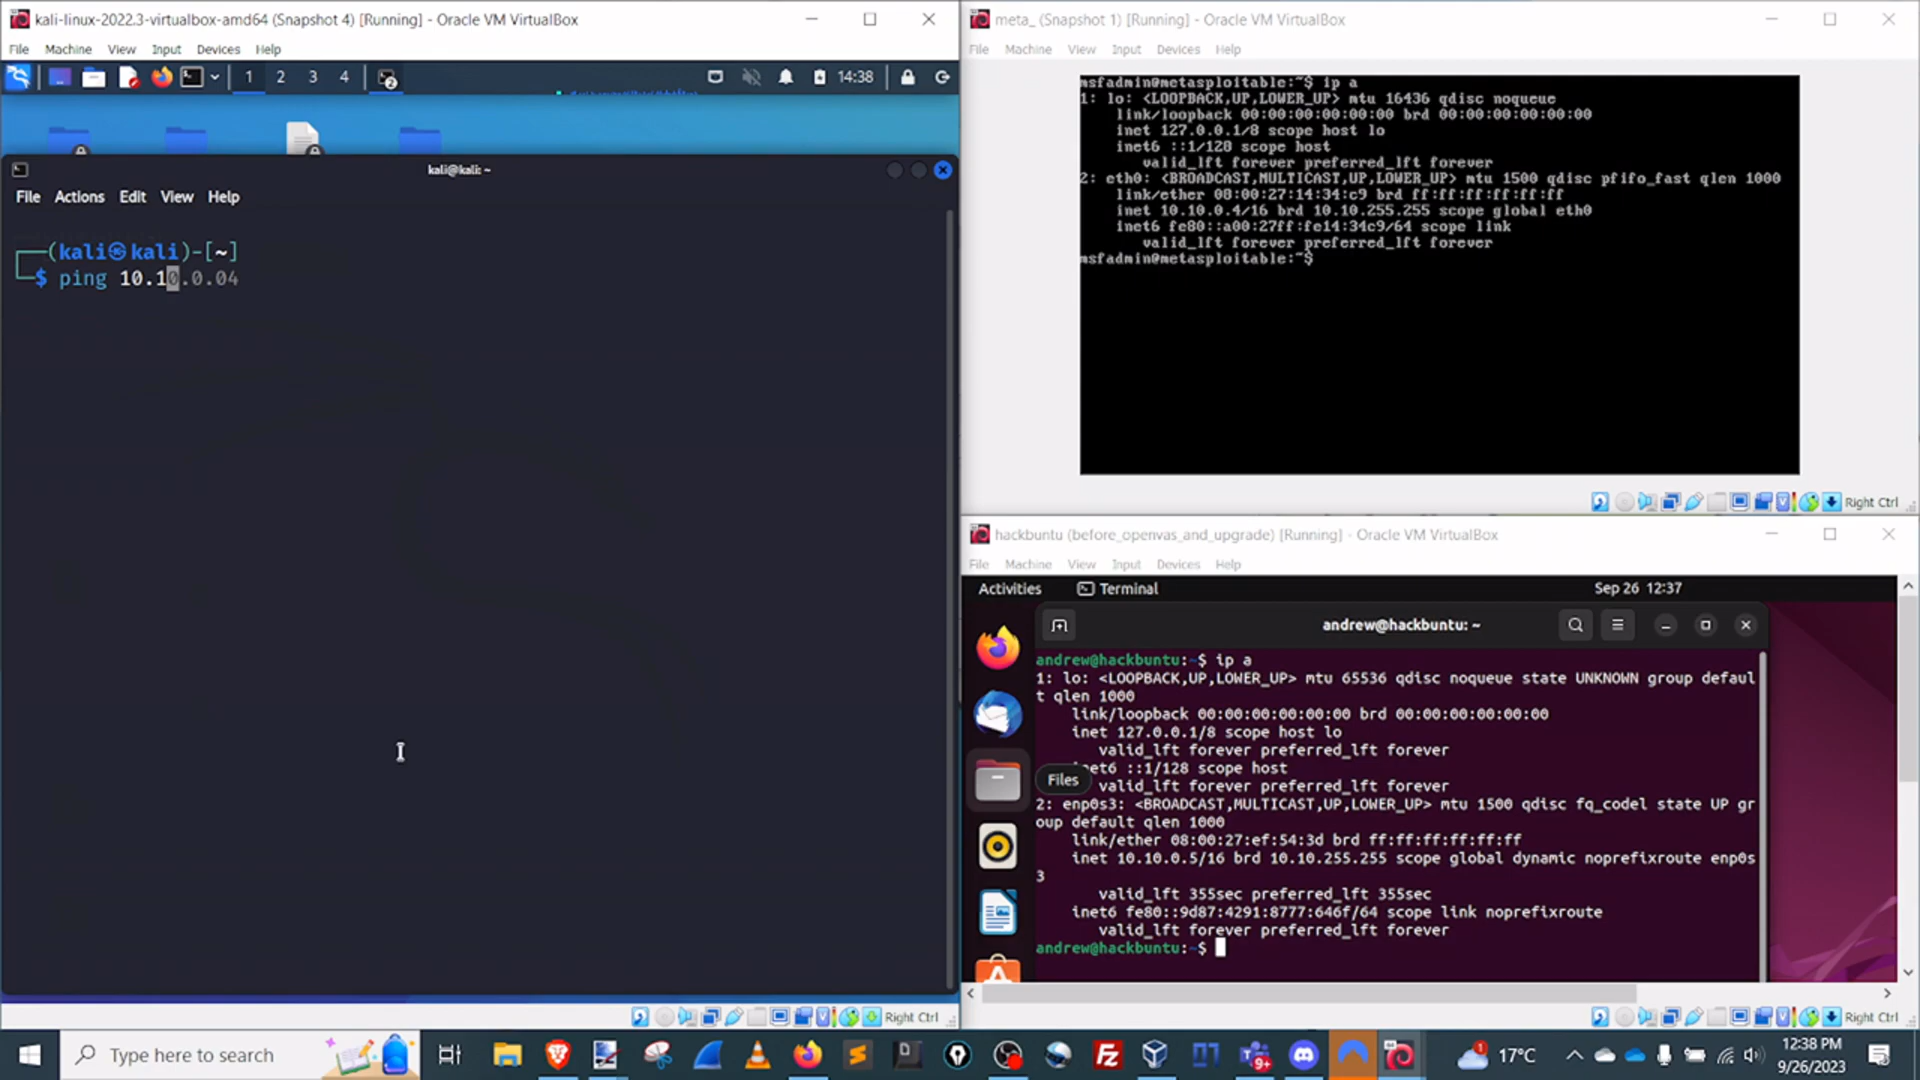 kali-linux-2022.3-virtualbox-amd64 (Snapshot 4) [Running] - Oracle VM VirtualBox
File Machine View Input Devices Help
1 2 3 4 14:38
kali@kali: ~
File Actions Edit View Help
(kali㉿kali)-[~]
$ ping 10.10.0.04
Right Ctrl
meta_ (Snapshot 1) [Running] - Oracle VM VirtualBox
File Machine View Input Devices Help
msfadmin@metasploitable:~$ ip a
1: lo: <LOOPBACK,UP,LOWER_UP> mtu 16436 qdisc noqueue
link/loopback 00:00:00:00:00:00 brd 00:00:00:00:00:00
inet 127.0.0.1/8 scope host lo
inet6 ::1/128 scope host
valid_lft forever preferred_lft forever
2: eth0: <BROADCAST,MULTICAST,UP,LOWER_UP> mtu 1500 qdisc pfifo_fast qlen 1000
link/ether 08:00:27:14:34:c9 brd ff:ff:ff:ff:ff:ff
inet 10.10.0.4/16 brd 10.10.255.255 scope global eth0
inet6 fe80::a00:27ff:fe14:34c9/64 scope link
valid_lft forever preferred_lft forever
msfadmin@metasploitable:~$
Right Ctrl
hackbuntu (before_openvas_and_upgrade) [Running] - Oracle VM VirtualBox
File Machine View Input Devices Help
Activities Terminal Sep 26 12:37
andrew@hackbuntu: ~
andrew@hackbuntu:~$ ip a
1: lo: <LOOPBACK,UP,LOWER_UP> mtu 65536 qdisc noqueue state UNKNOWN group defaul
t qlen 1000
link/loopback 00:00:00:00:00:00 brd 00:00:00:00:00:00
inet 127.0.0.1/8 scope host lo
valid_lft forever preferred_lft forever
et6 ::1/128 scope host
Files
valid_lft forever preferred_lft forever
2: enp0s3: <BROADCAST,MULTICAST,UP,LOWER_UP> mtu 1500 qdisc fq_codel state UP gr
oup default qlen 1000
link/ether 08:00:27:ef:54:3d brd ff:ff:ff:ff:ff:ff
inet 10.10.0.5/16 brd 10.10.255.255 scope global dynamic noprefixroute enp0s
3
valid_lft 355sec preferred_lft 355sec
inet6 fe80::9d87:4291:8777:646f/64 scope link noprefixroute
valid_lft forever preferred_lft forever
andrew@hackbuntu:~$
Right Ctrl
Type here to search
17°C
12:38 PM
9/26/2023